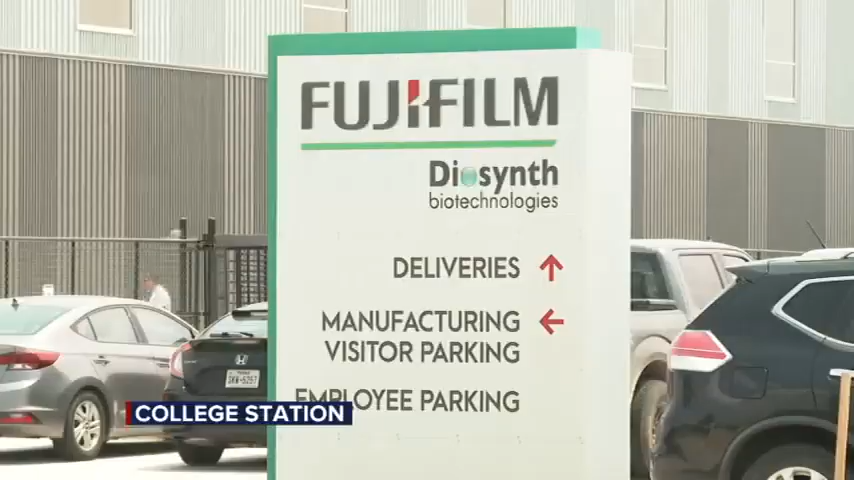 FUJIFILM
Diosynth
biotechnologies
DELIVERIES ↑
MANUFACTURING ←
VISITOR PARKING
EMPLOYEE PARKING
COLLEGE STATION